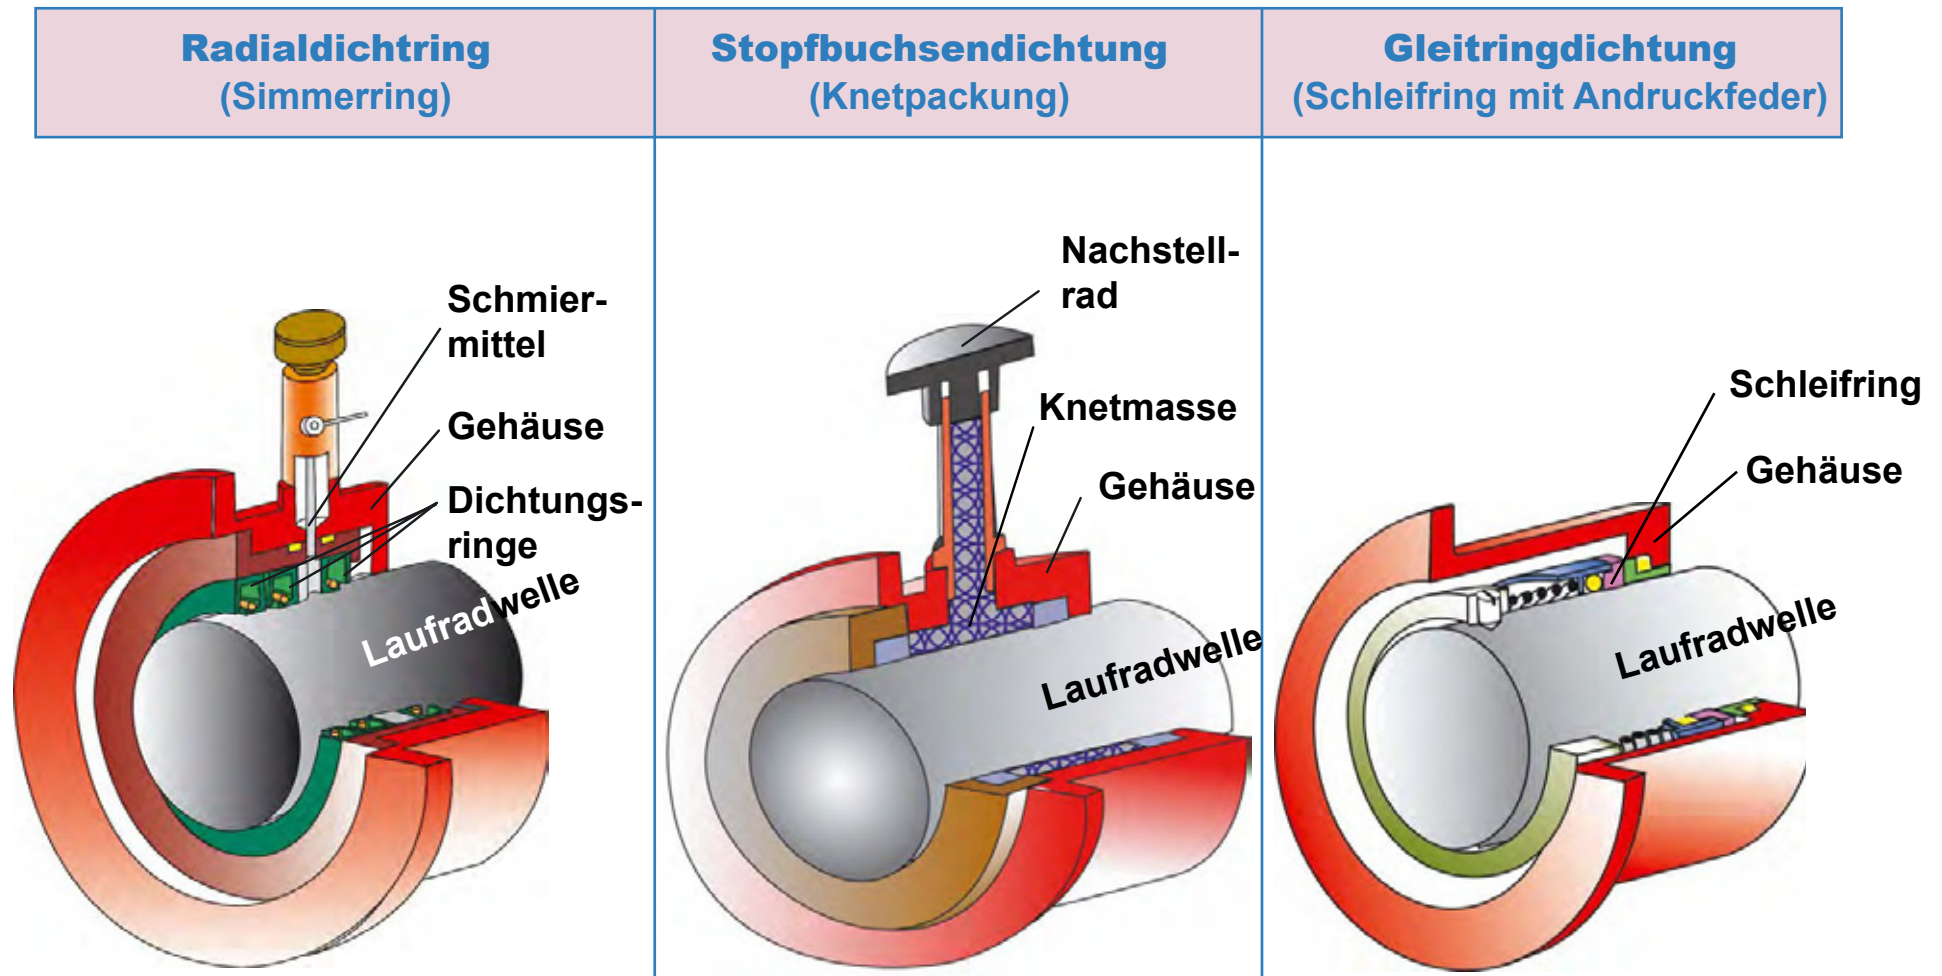 Radialdichtring
(Simmerring)
Stopfbuchsendichtung
(Knetpackung)
Gleitringdichtung
(Schleifring mit Andruckfeder)
Schmier-
mittel
Gehäuse
Dichtungs-
ringe
Laufradwelle
Nachstell-
rad
Knetmasse
Gehäuse
Laufradwelle
Schleifring
Gehäuse
Laufradwelle